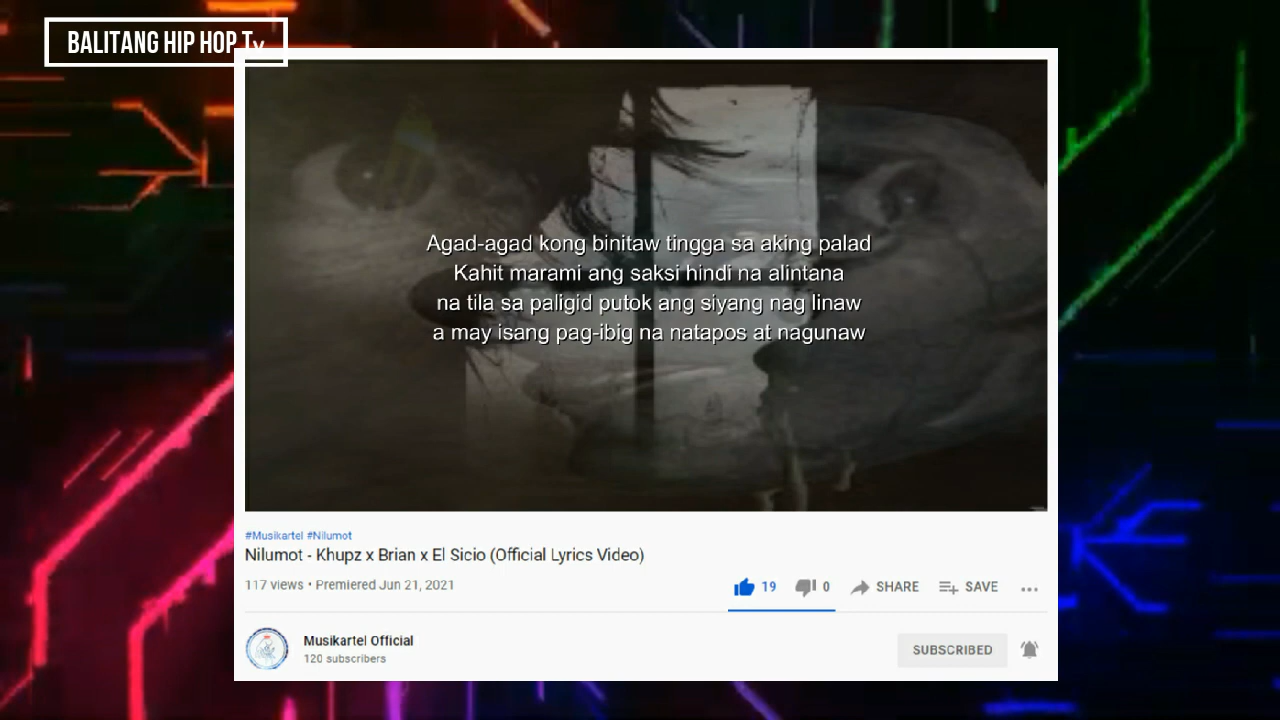 BALITANG HIP HOP Tv
Agad-agad kong binitaw tingga sa aking palad
Kahit marami ang saksi hindi na alintana
na tila sa paligid putok ang siyang nag linaw
a may isang pag-ibig na natapos at nagunaw
#Musikartel #Nilumot
Nilumot - Khupz x Brian x El Sicio (Official Lyrics Video)
117 views • Premiered Jun 21, 2021
19
0
SHARE
SAVE
Musikartel Official
120 subscribers
SUBSCRIBED